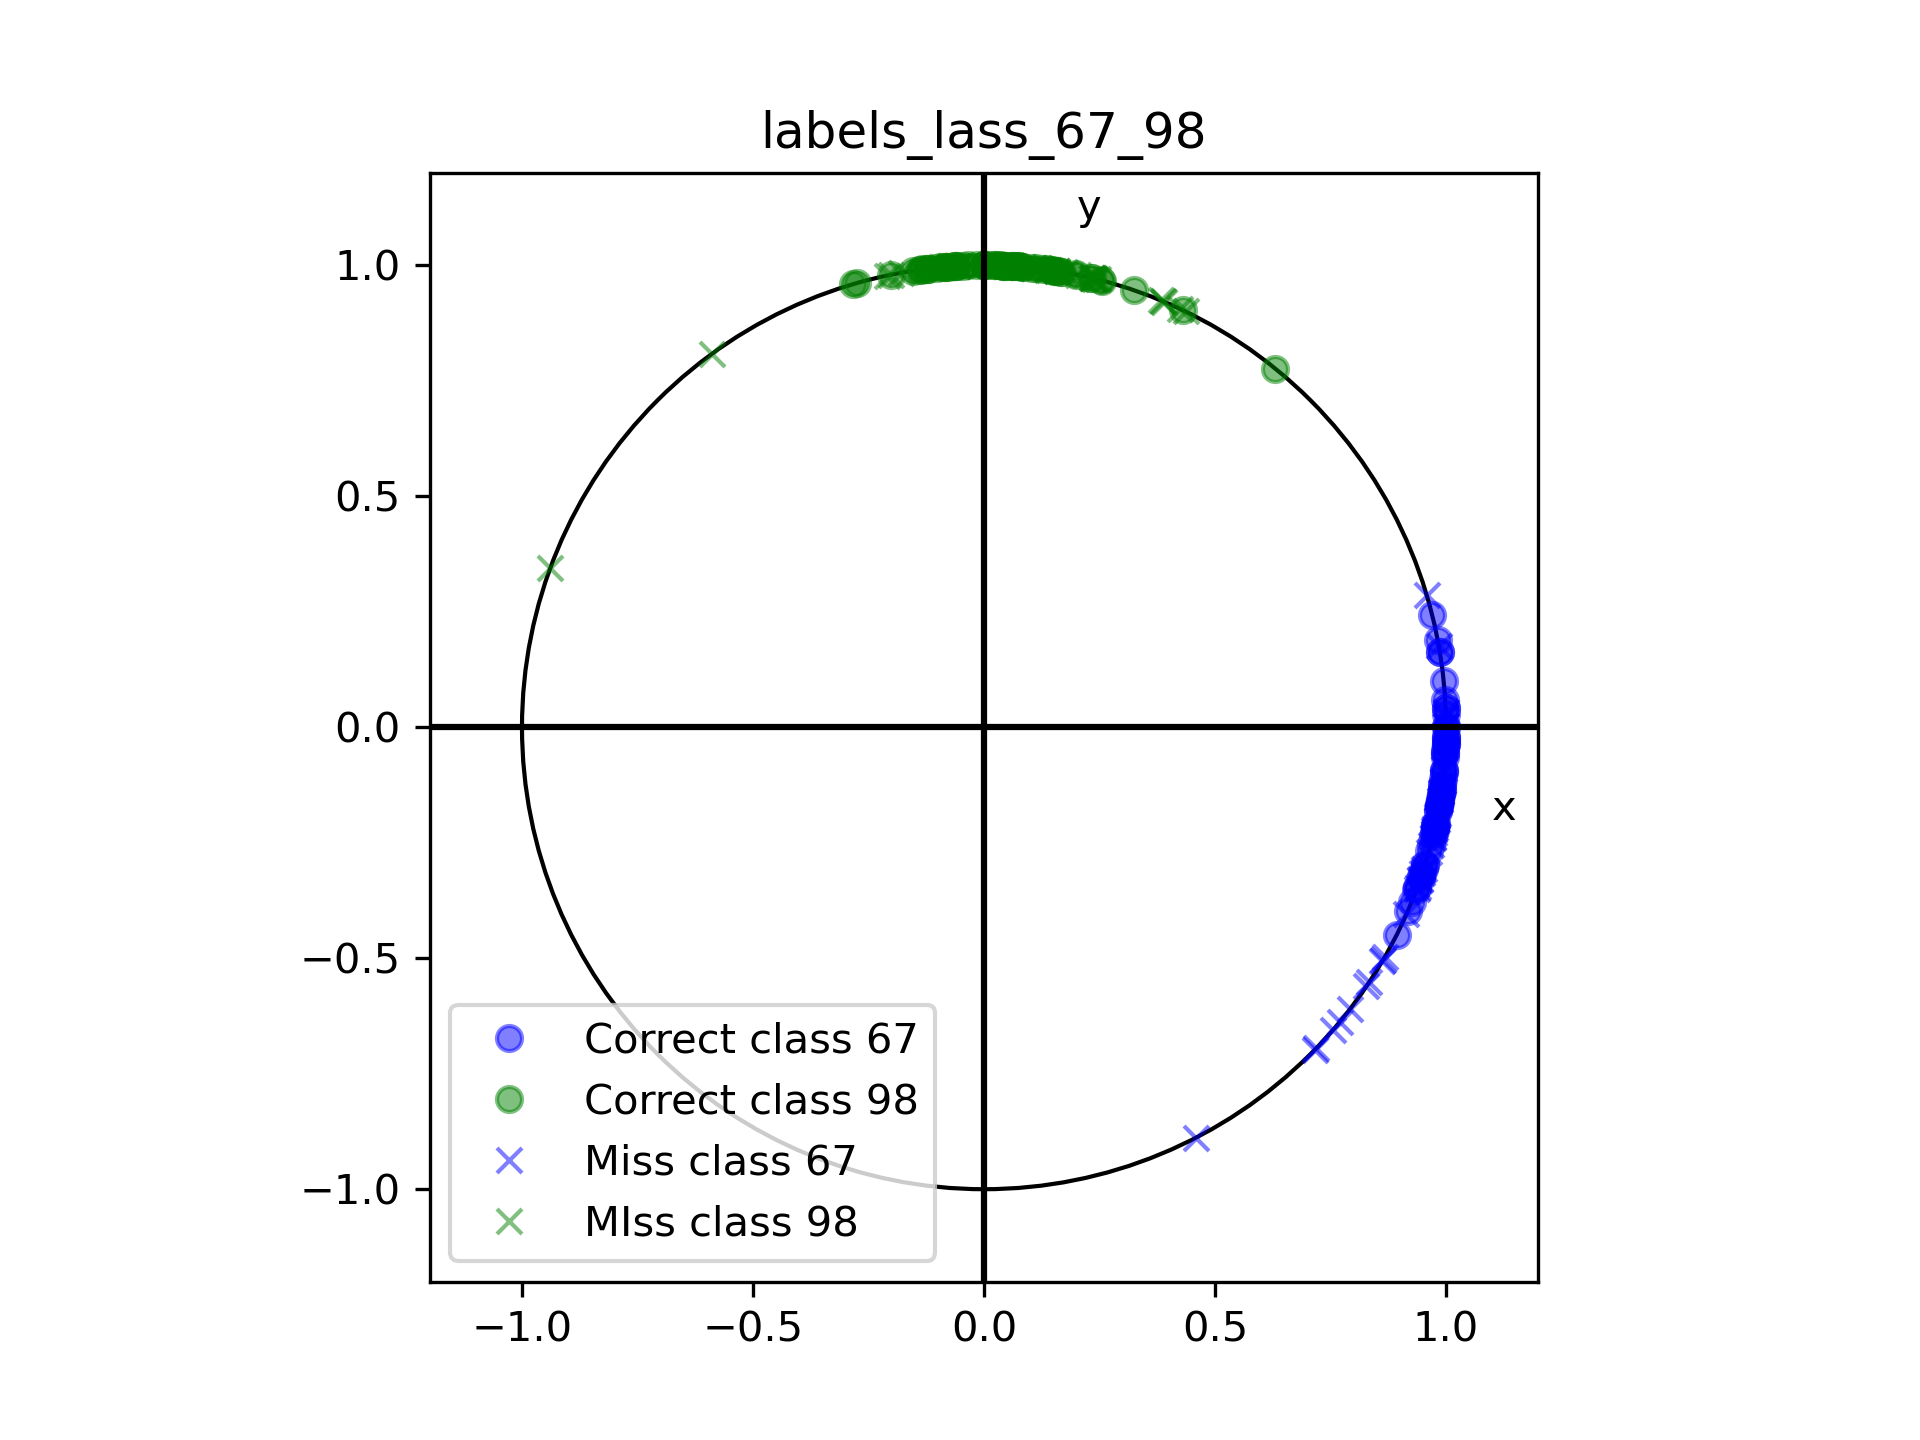 labels_lass_67_98
y
1.0
0.5
0.0
−0.5
−1.0
x
Correct class 67
Correct class 98
Miss class 67
MIss class 98
−1.0 −0.5 0.0 0.5 1.0